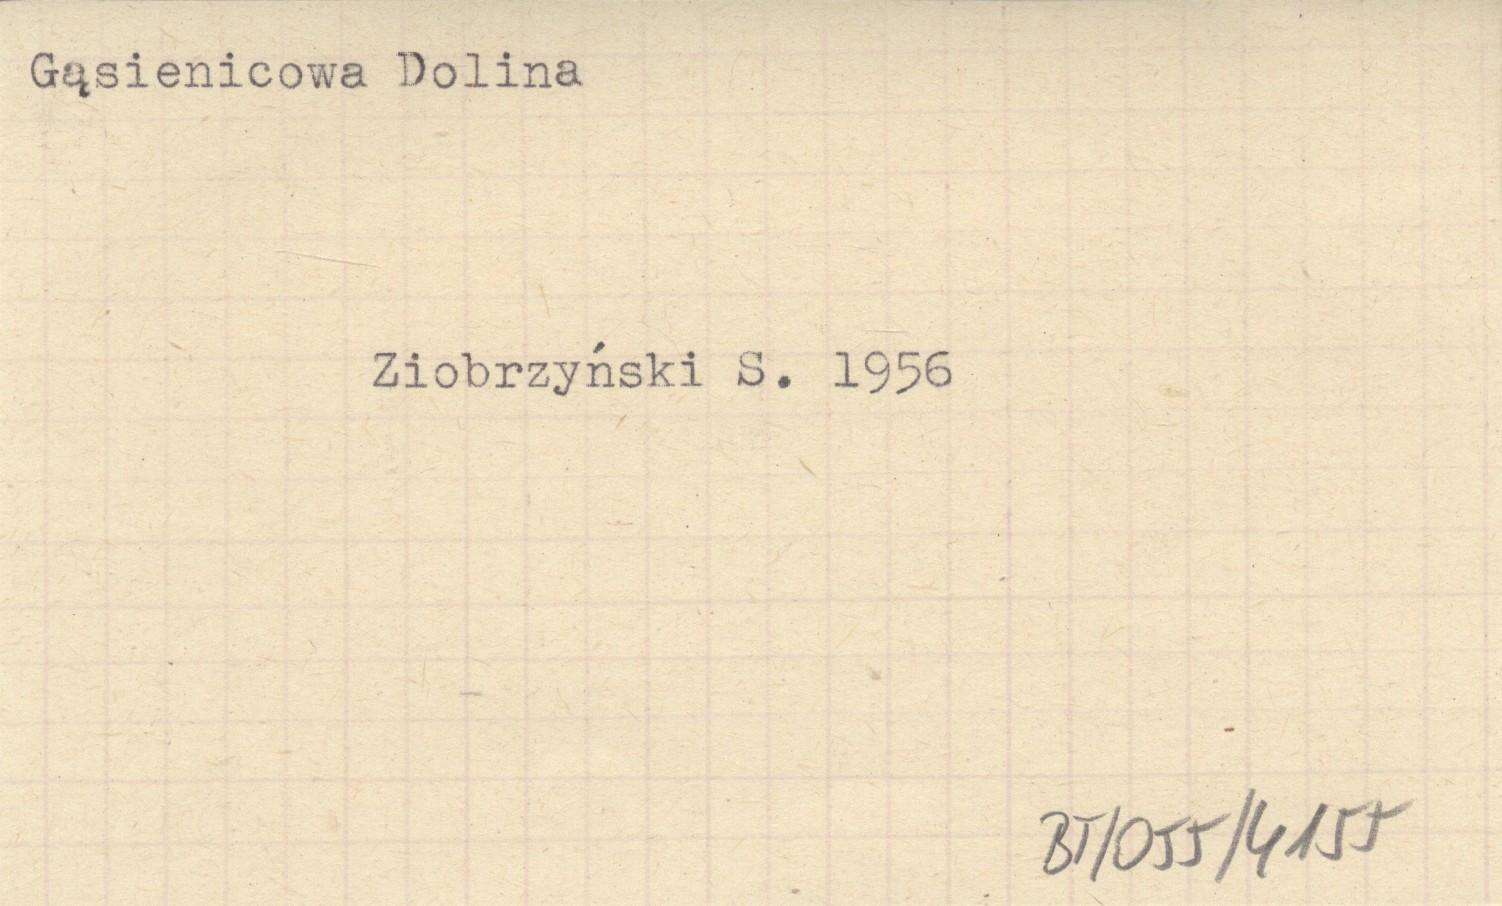 Gąsienicowa Dolina
Ziobrzyński S. 1956
BT/055/4155